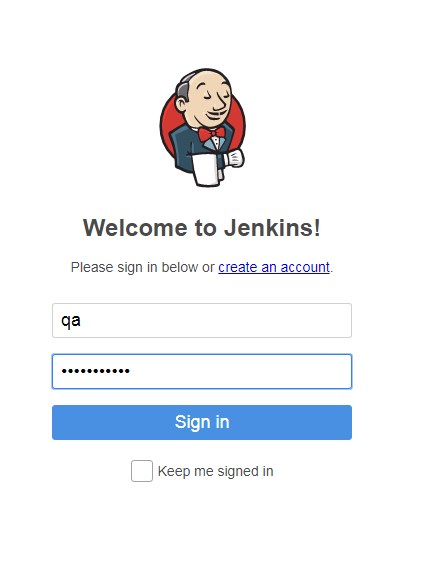 Welcome to Jenkins!
Please sign in below or create an account.
qa
•••••••••••
Sign in
Keep me signed in